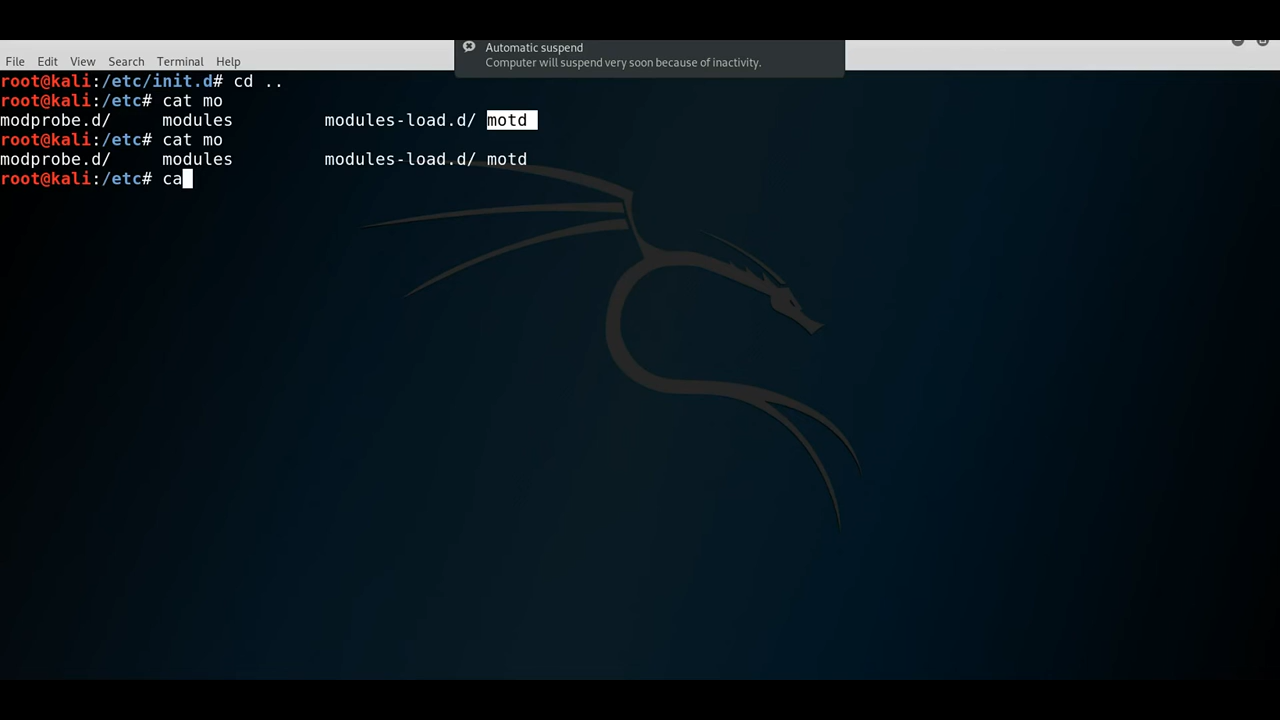 Automatic suspend
Computer will suspend very soon because of inactivity.
File Edit View Search Terminal Help
root@kali:/etc/init.d# cd ..
root@kali:/etc# cat mo
modprobe.d/     modules         modules-load.d/ motd
root@kali:/etc# cat mo
modprobe.d/     modules         modules-load.d/ motd
root@kali:/etc# ca